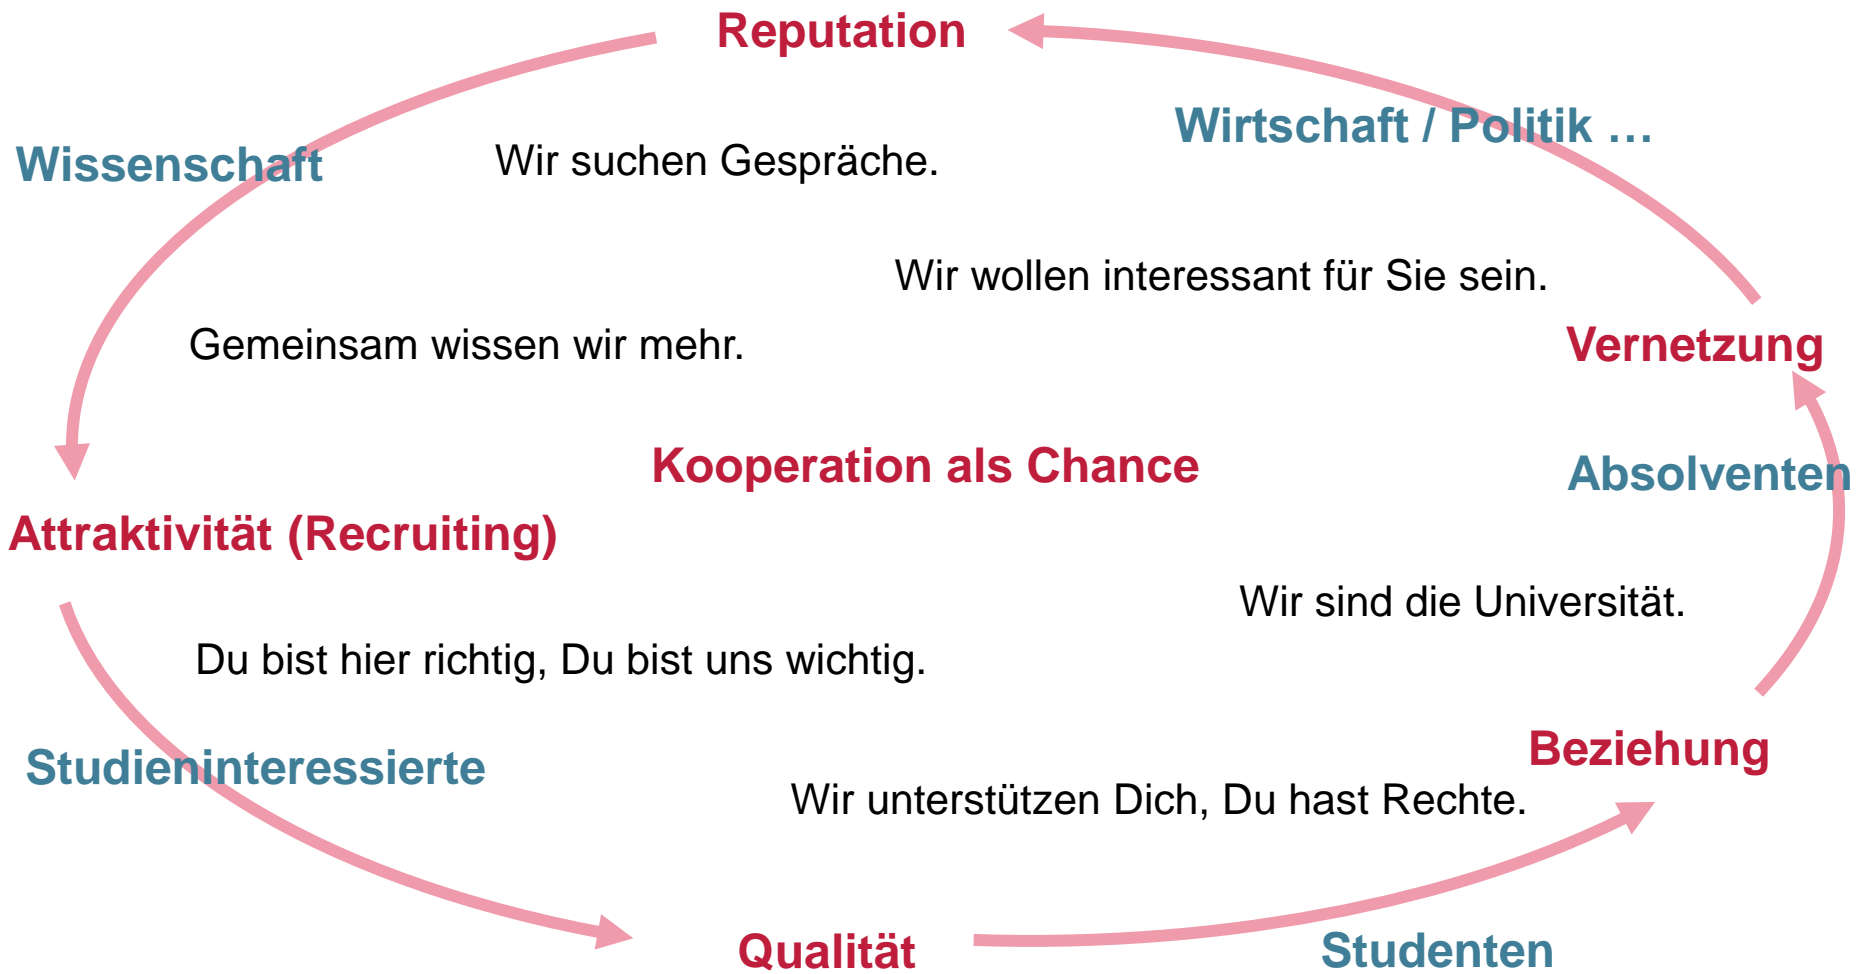 Reputation
Wirtschaft / Politik …
Wissenschaft
Wir suchen Gespräche.
Wir wollen interessant für Sie sein.
Gemeinsam wissen wir mehr.
Vernetzung
Kooperation als Chance
Absolventen
Attraktivität (Recruiting)
Wir sind die Universität.
Du bist hier richtig, Du bist uns wichtig.
Beziehung
Studieninteressierte
Wir unterstützen Dich, Du hast Rechte.
Qualität
Studenten